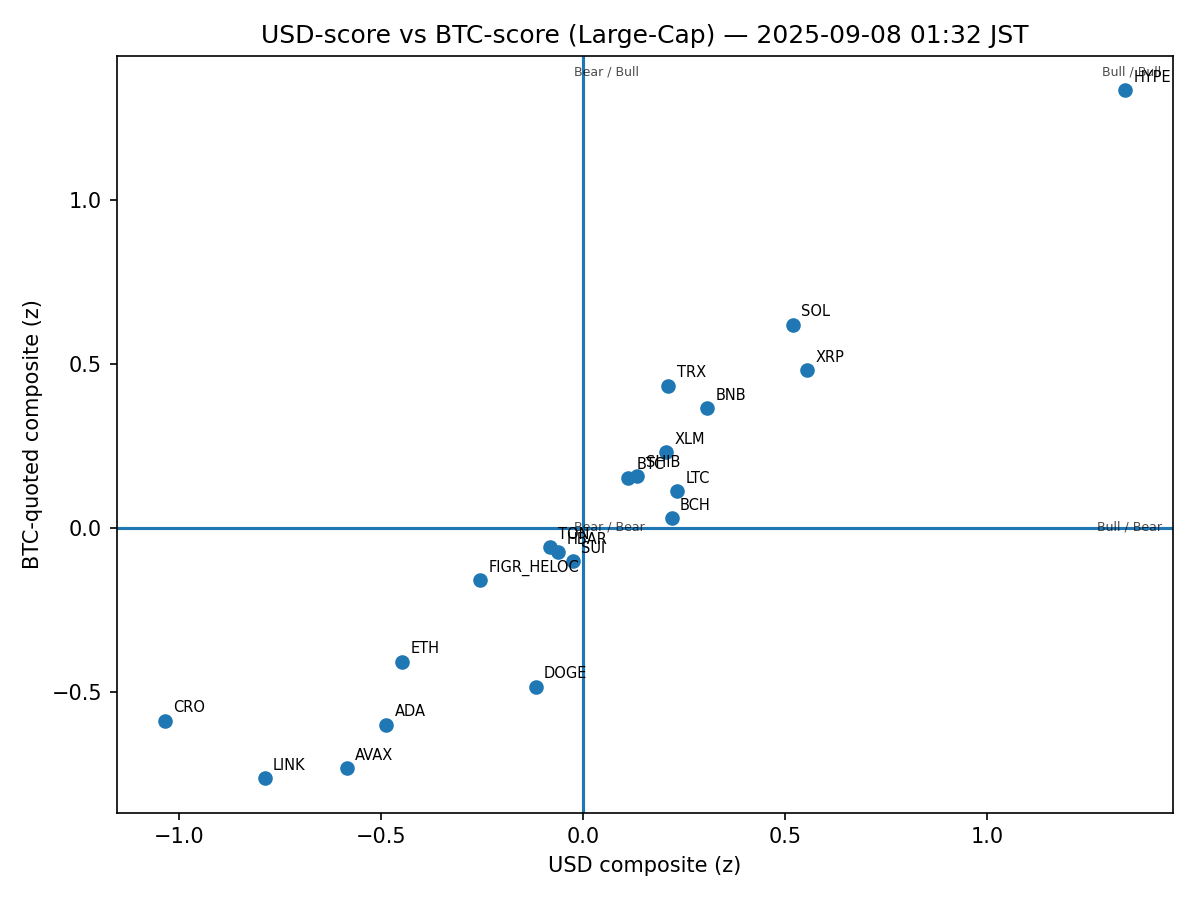 USD-score vs BTC-score (Large-Cap) — 2025-09-08 01:32 JST
Bear / Bull
Bull / Bull
HYPE
1.0
SOL
0.5
XRP
TRX
BNB
XLM
BTC
SHIB
LTC
BCH
0.0
Bear / Bear
Bull / Bear
TON
HBAR
SUI
FIGR_HELOC
ETH
DOGE
−0.5
CRO
ADA
AVAX
LINK
−1.0
−0.5
0.0
0.5
1.0
USD composite (z)
BTC-quoted composite (z)